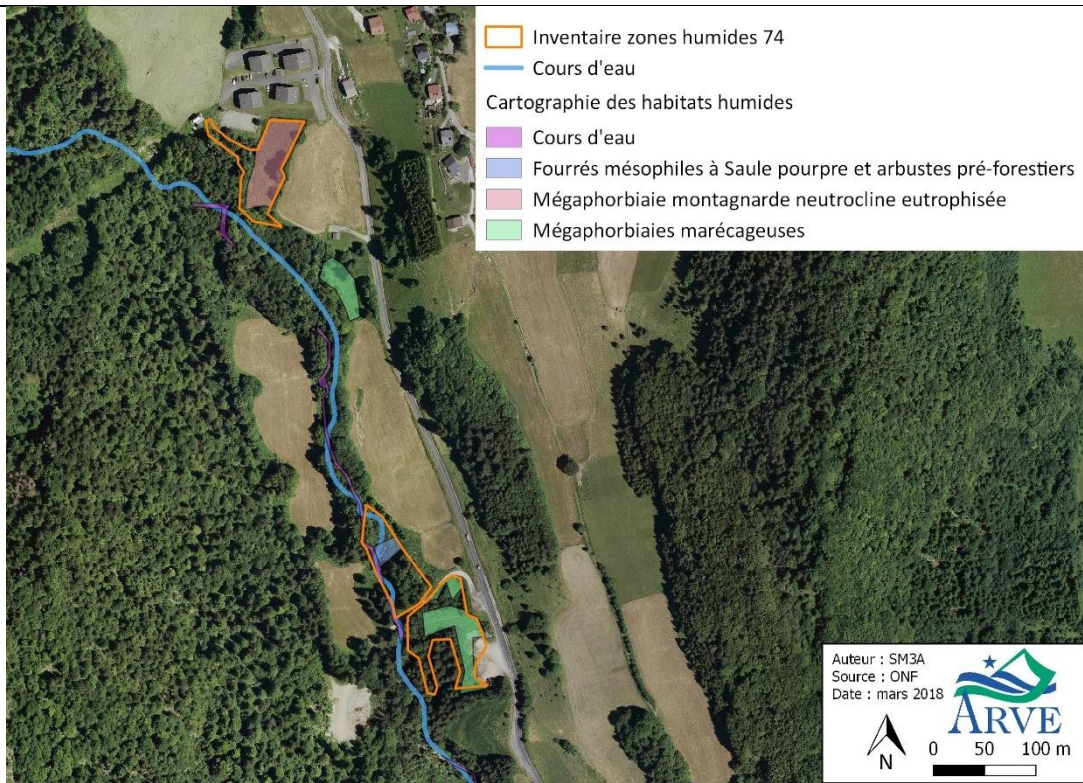 Inventaire zones humides 74
Cours d'eau
Cartographie des habitats humides
Cours d'eau
Fourrés mésophiles à Saule pourpre et arbustes pré-forestiers
Mégaphorbiaie montagnarde neutrocline eutrophisée
Mégaphorbiaies marécageuses
Auteur : SM3A
Source : ONF
Date : mars 2018
ARVE
N
0 50 100 m